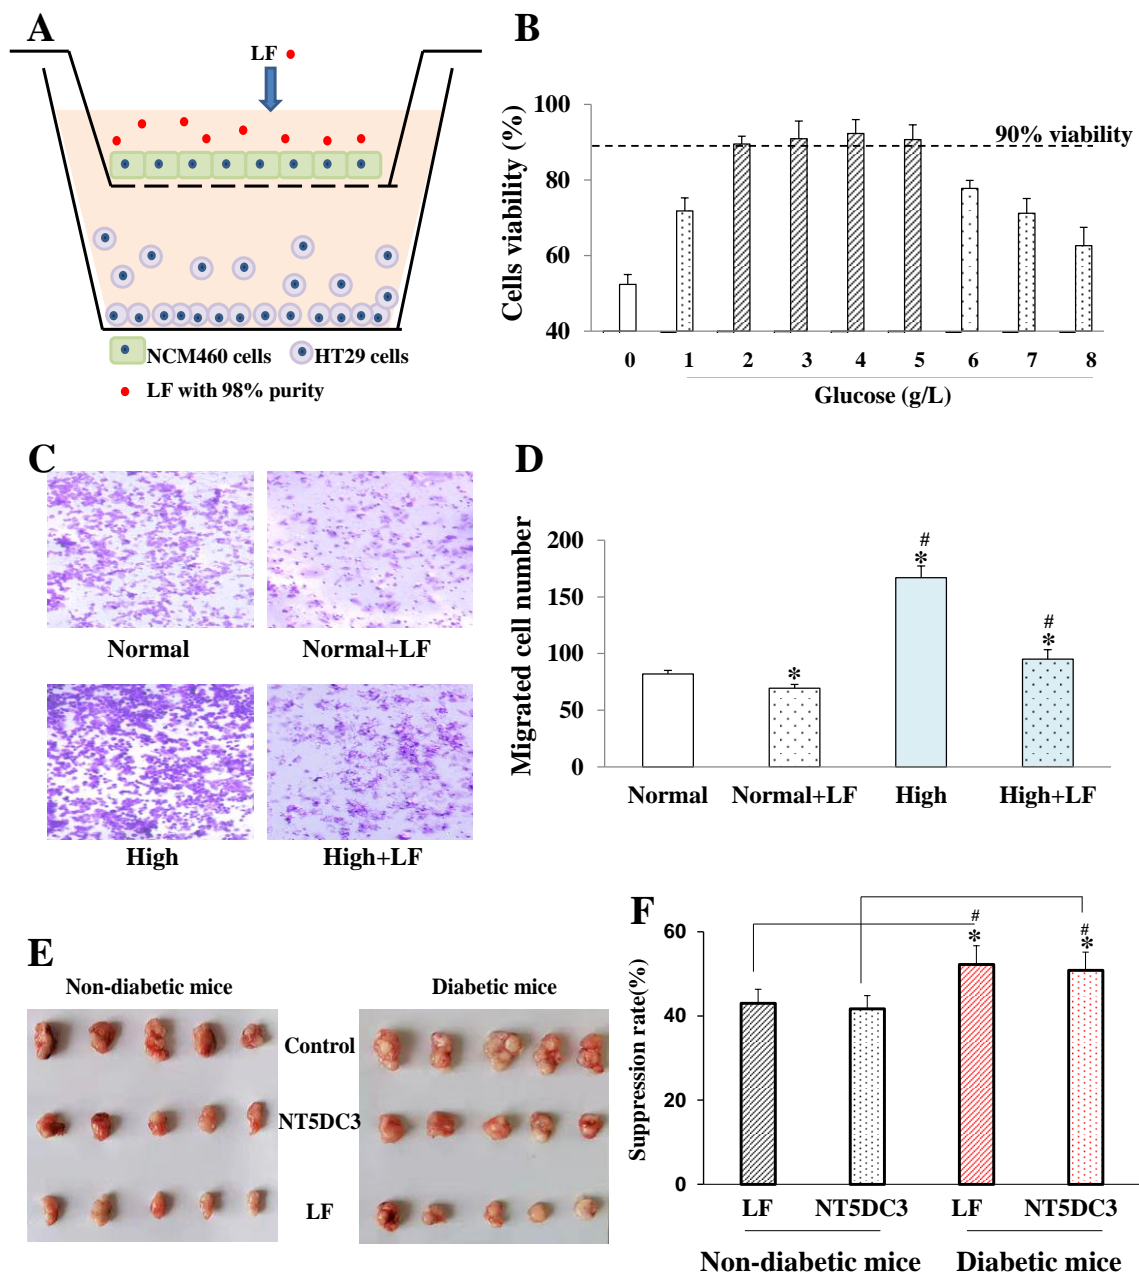 A
LF
NCM460 cells
HT29 cells
LF with 98% purity
B
Cells viability (%)
100
80
60
40
90% viability
0 1 2 3 4 5 6 7 8
Glucose (g/L)
C
Normal
Normal+LF
High
High+LF
D
Migrated cell number
200
150
100
50
0
*
#
*
#
*
Normal Normal+LF High High+LF
E
Non-diabetic mice
Diabetic mice
Control
NT5DC3
LF
F
Suppression rate(%)
60
40
20
0
#
*
#
*
LF NT5DC3 LF NT5DC3
Non-diabetic mice Diabetic mice